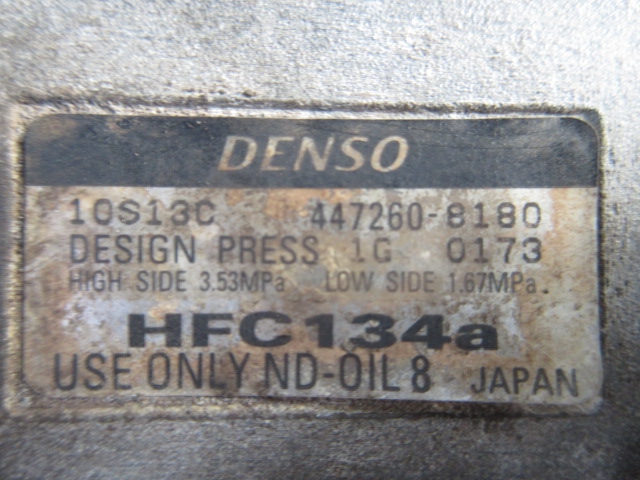 DENSO
10S13C 447260-8180
DESIGN PRESS 1G 0173
HIGH SIDE 3.53MPa LOW SIDE 1.67MPa.
HFC134a
USE ONLY ND-OIL 8 JAPAN